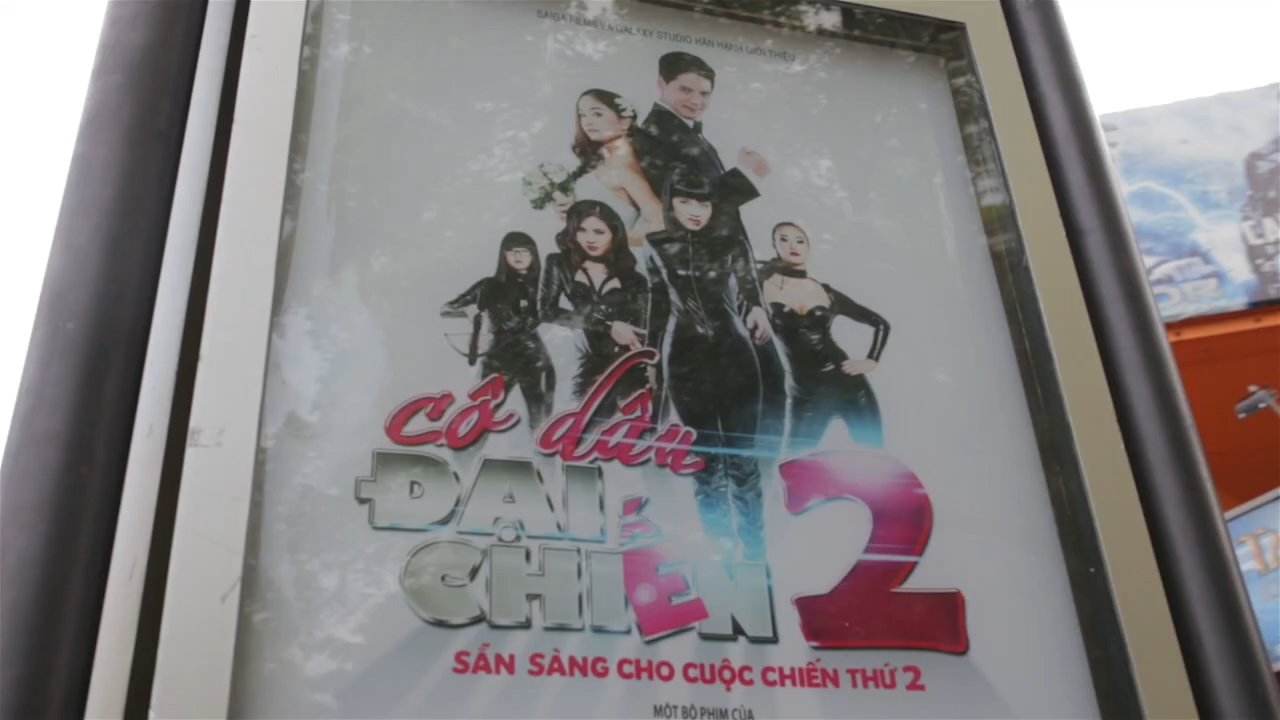 SAIGA FILMS VÀ GALAXY STUDIO HÂN HẠNH GIỚI THIỆU
cô dâu
ĐẠI
CHIẾN 2
SẴN SÀNG CHO CUỘC CHIẾN THỨ 2
MỘT BỘ PHIM CỦA